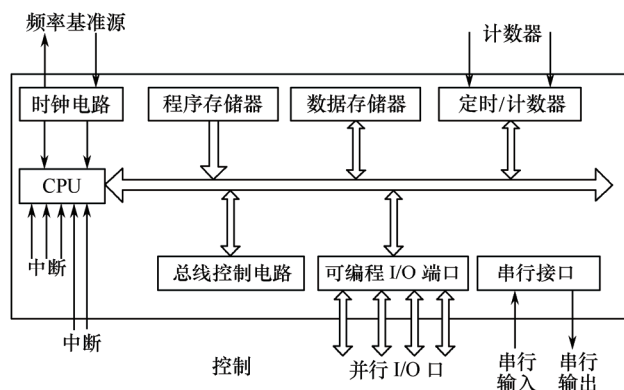 频率基准源
计数器
时钟电路
程序存储器
数据存储器
定时/计数器
CPU
中断
总线控制电路
可编程 I/O 端口
串行接口
中断
控制
并行 I/O 口
串行
输入
串行
输出